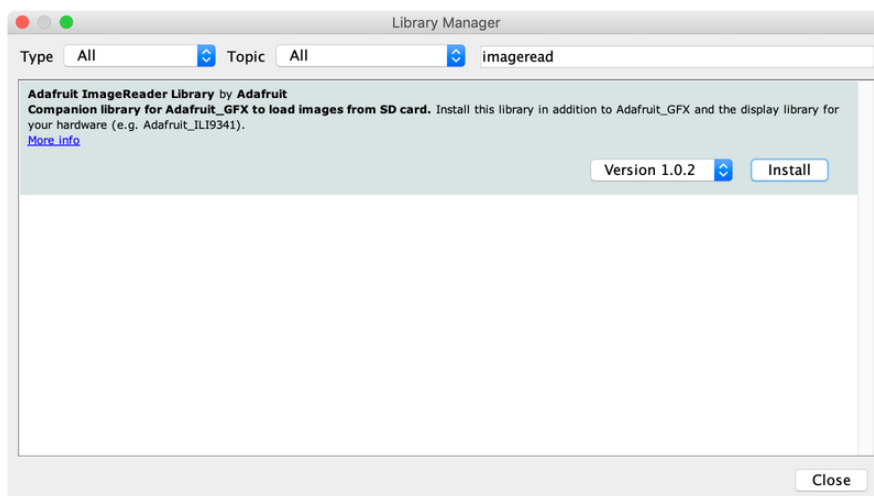 Library Manager
Type All Topic All imageread
Adafruit ImageReader Library by Adafruit
Companion library for Adafruit_GFX to load images from SD card. Install this library in addition to Adafruit_GFX and the display library for
your hardware (e.g. Adafruit_ILI9341).
More info
Version 1.0.2 Install
Close